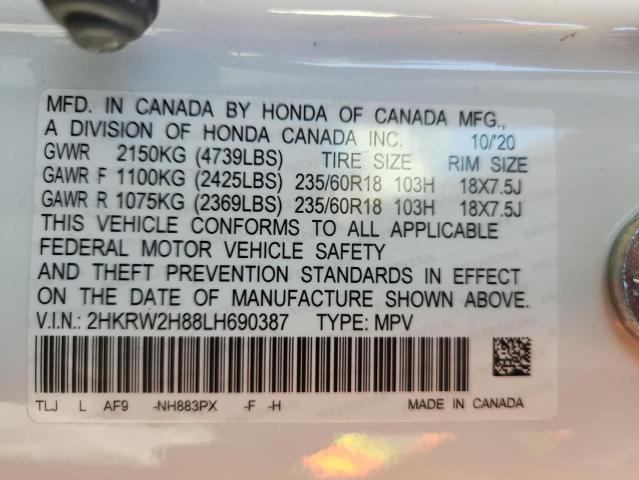 MFD. IN CANADA BY HONDA OF CANADA MFG.,
A DIVISION OF HONDA CANADA INC. 10/'20
GVWR 2150KG (4739LBS) TIRE SIZE RIM SIZE
GAWR F 1100KG (2425LBS) 235/60R18 103H 18X7.5J
GAWR R 1075KG (2369LBS) 235/60R18 103H 18X7.5J
THIS VEHICLE CONFORMS TO ALL APPLICABLE
FEDERAL MOTOR VEHICLE SAFETY
AND THEFT PREVENTION STANDARDS IN EFFECT
ON THE DATE OF MANUFACTURE SHOWN ABOVE.
V.I.N.: 2HKRW2H88LH690387 TYPE: MPV
TLJ L AF9 -NH883PX -F -H MADE IN CANADA